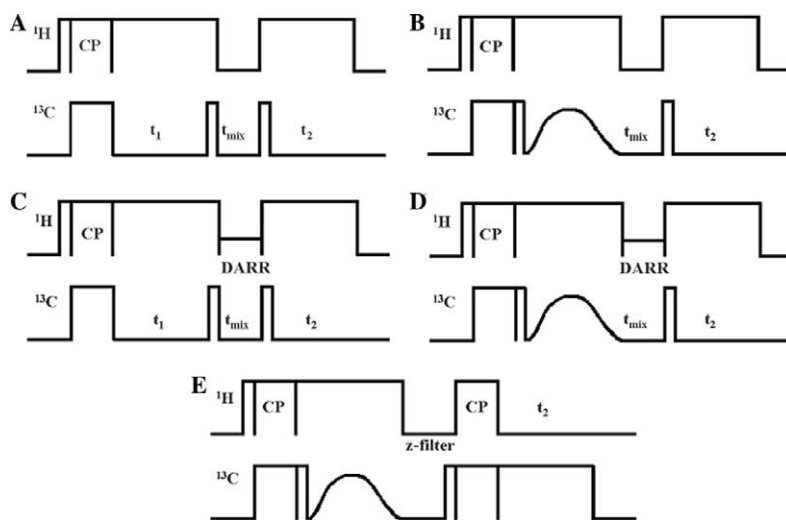 A
¹H
CP
¹³C
t₁
tmix
t₂
B
¹H
CP
¹³C
tmix
t₂
C
¹H
CP
DARR
¹³C
t₁
tmix
t₂
D
¹H
CP
DARR
¹³C
tmix
t₂
E
¹H
CP
CP
t₂
z-filter
¹³C